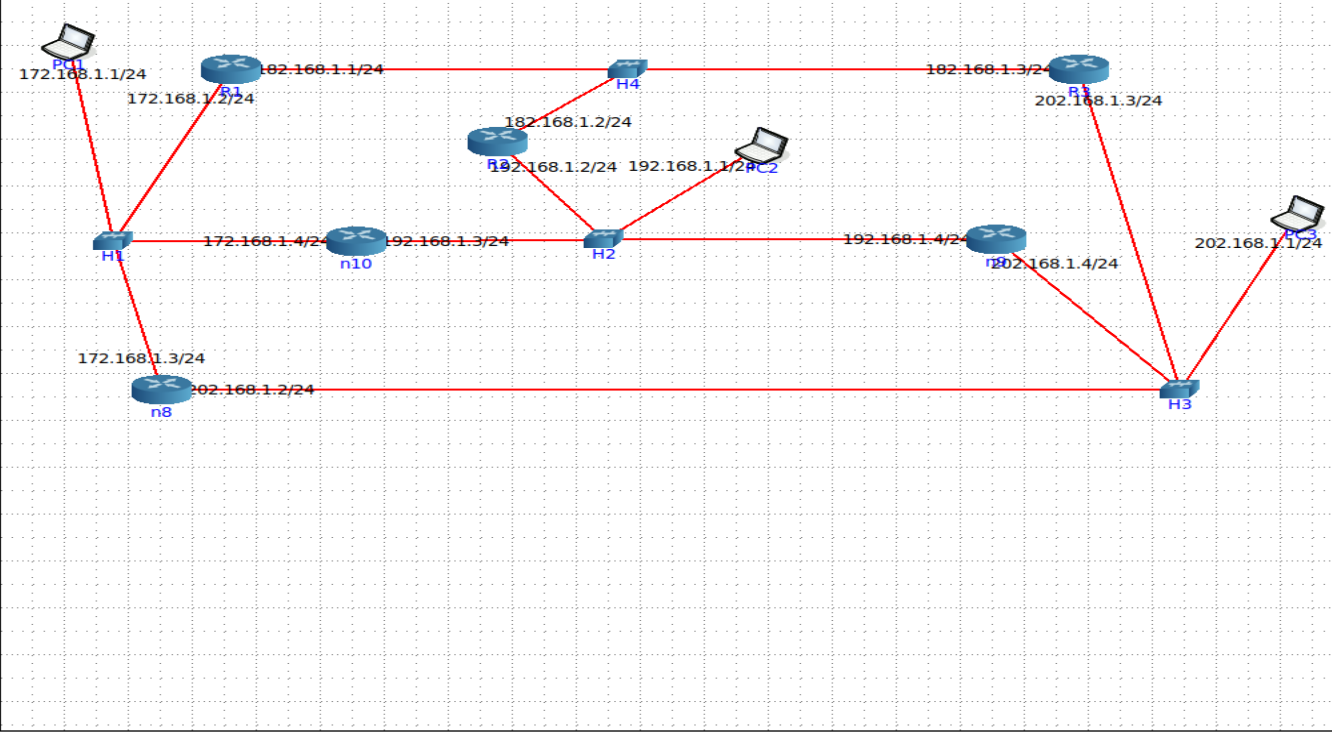 PC1
172.168.1.1/24
R1
172.168.1.2/24
182.168.1.1/24
H4
182.168.1.3/24
R3
202.168.1.3/24
182.168.1.2/24
R2
192.168.1.2/24
192.168.1.1/24
PC2
H1
172.168.1.4/24
n10
192.168.1.3/24
H2
192.168.1.4/24
n9
202.168.1.4/24
PC3
202.168.1.1/24
172.168.1.3/24
n8
202.168.1.2/24
H3